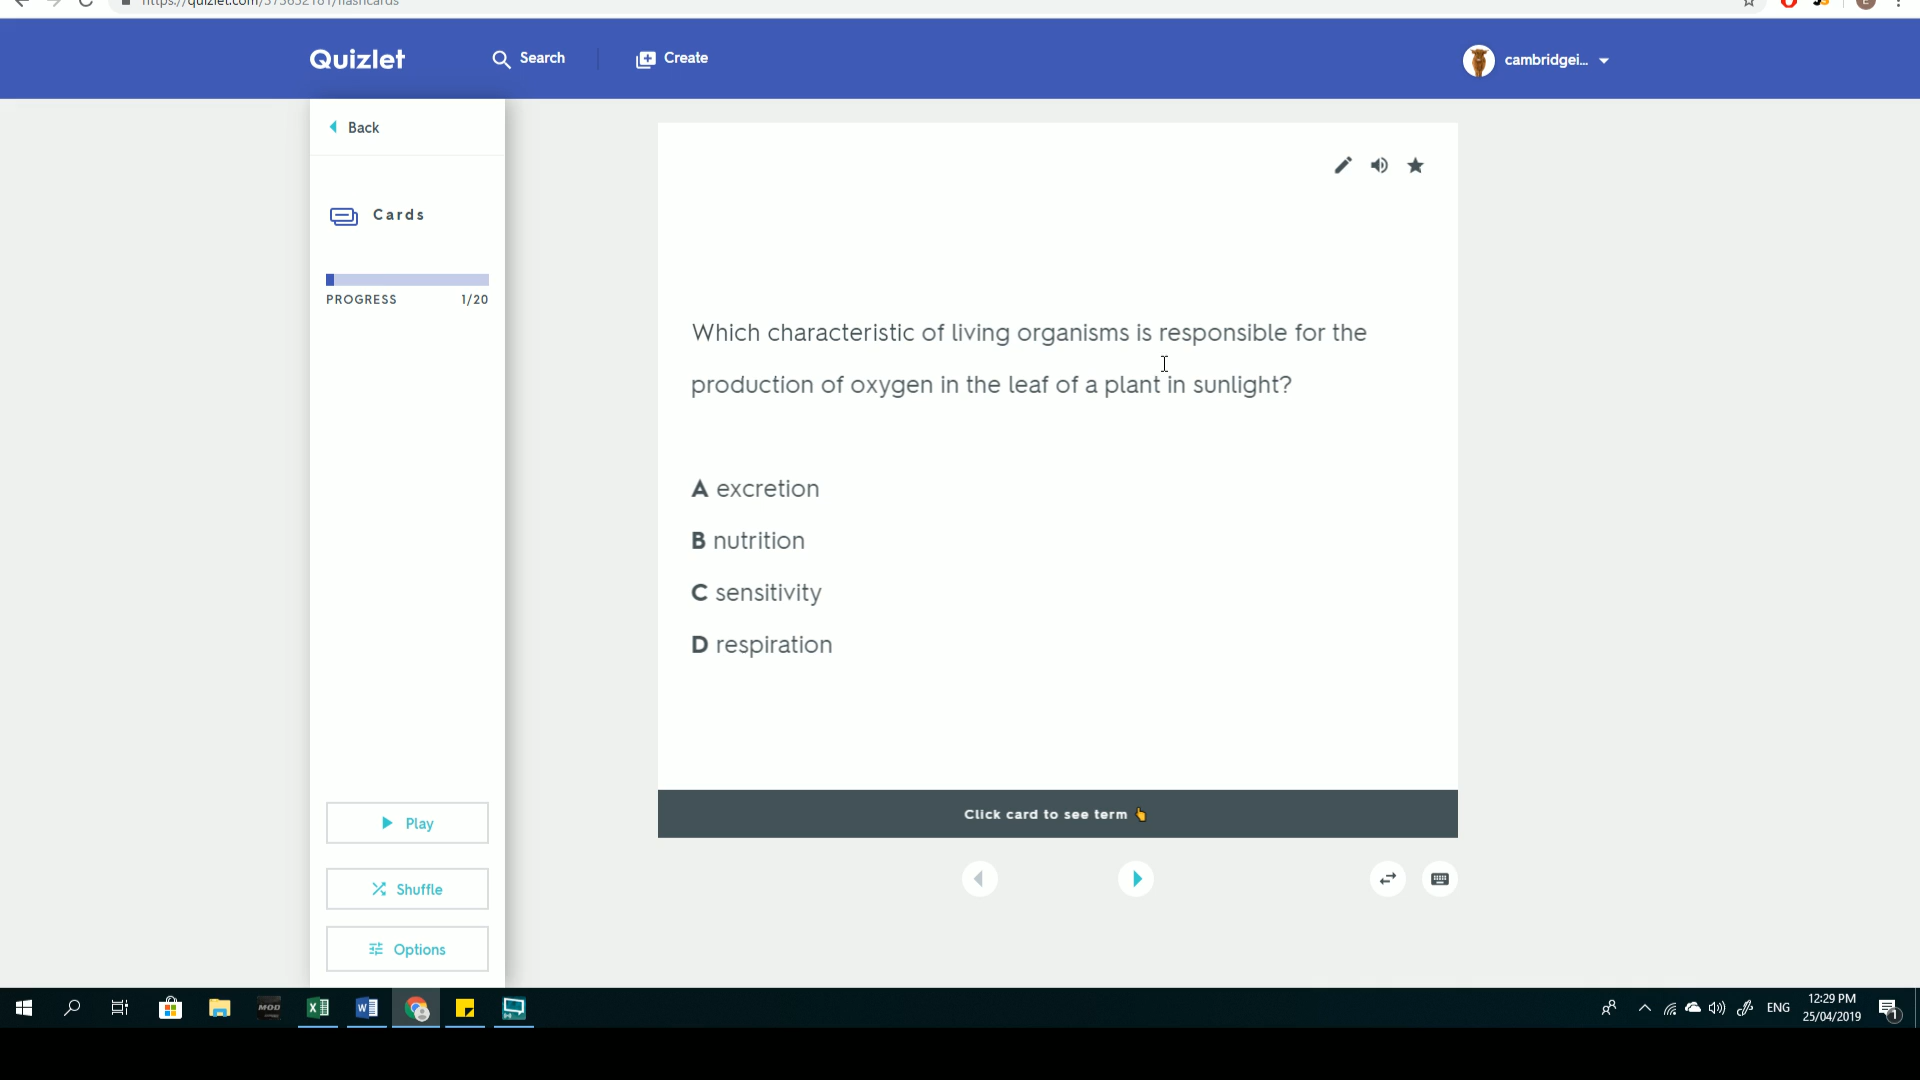 Quizlet
Search
Create
cambridgei...
Back
Cards
PROGRESS 1/20
Which characteristic of living organisms is responsible for the
production of oxygen in the leaf of a plant in sunlight?
A excretion
B nutrition
C sensitivity
D respiration
Click card to see term
Play
Shuffle
Options
MOD
ENG
12:29 PM
25/04/2019
1